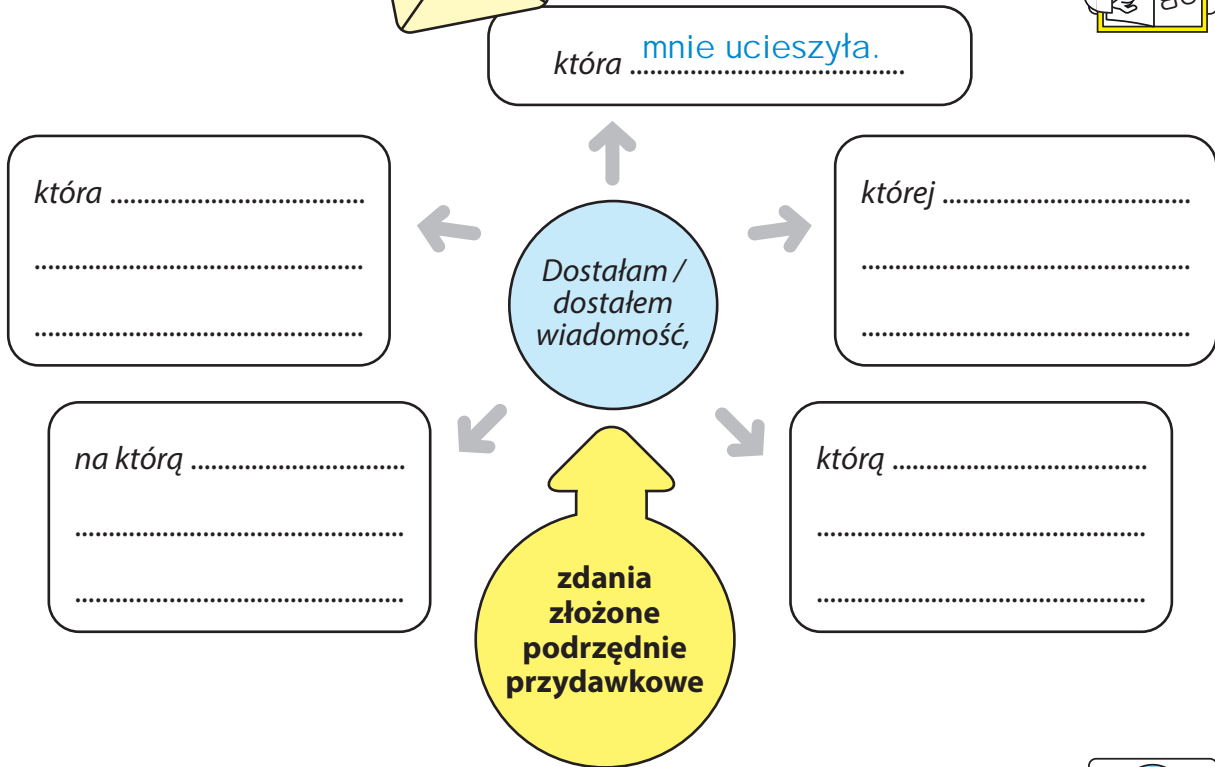 która mnie ucieszyła.
która ......................................
.................................................
.................................................
której .....................................
.................................................
.................................................
Dostałam /
dostałem
wiadomość,
na którą ................................
.................................................
.................................................
którą ......................................
.................................................
.................................................
zdania
złożone
podrzędnie
przydawkowe